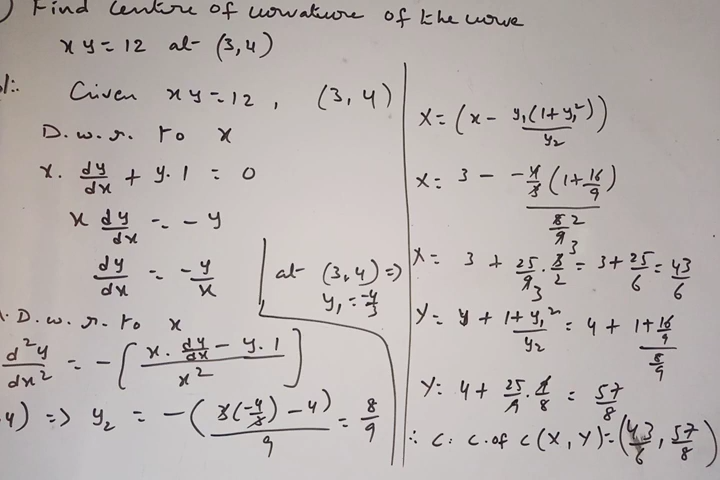 ) Find centre of curvature of the curve
xy = 12 at (3,4)
Given xy = 12, (3,4)
D.w.r. to x
x. dy/dx + y.1 = 0
x dy/dx = -y
dy/dx = -y/x
at (3,4) =>
y₁ = -4/3
D.w.r. to x
d²y/dx² = -[(x. dy/dx - y.1)/x²]
4) => y₂ = -(3(-4/3) - 4)/9 = 8/9
X = (x - y₁(1+y₁²)/y₂)
X = 3 - -4/3(1+16/9)/(8/9)
X = 3 + 25/9 . 3/2 = 3 + 25/6 = 43/6
Y = y + (1+y₁²)/y₂ = 4 + (1+16/9)/(8/9)
Y = 4 + 25/9 . 9/8 = 57/8
∴ C. C. of C(X, Y) = (43/6, 57/8)